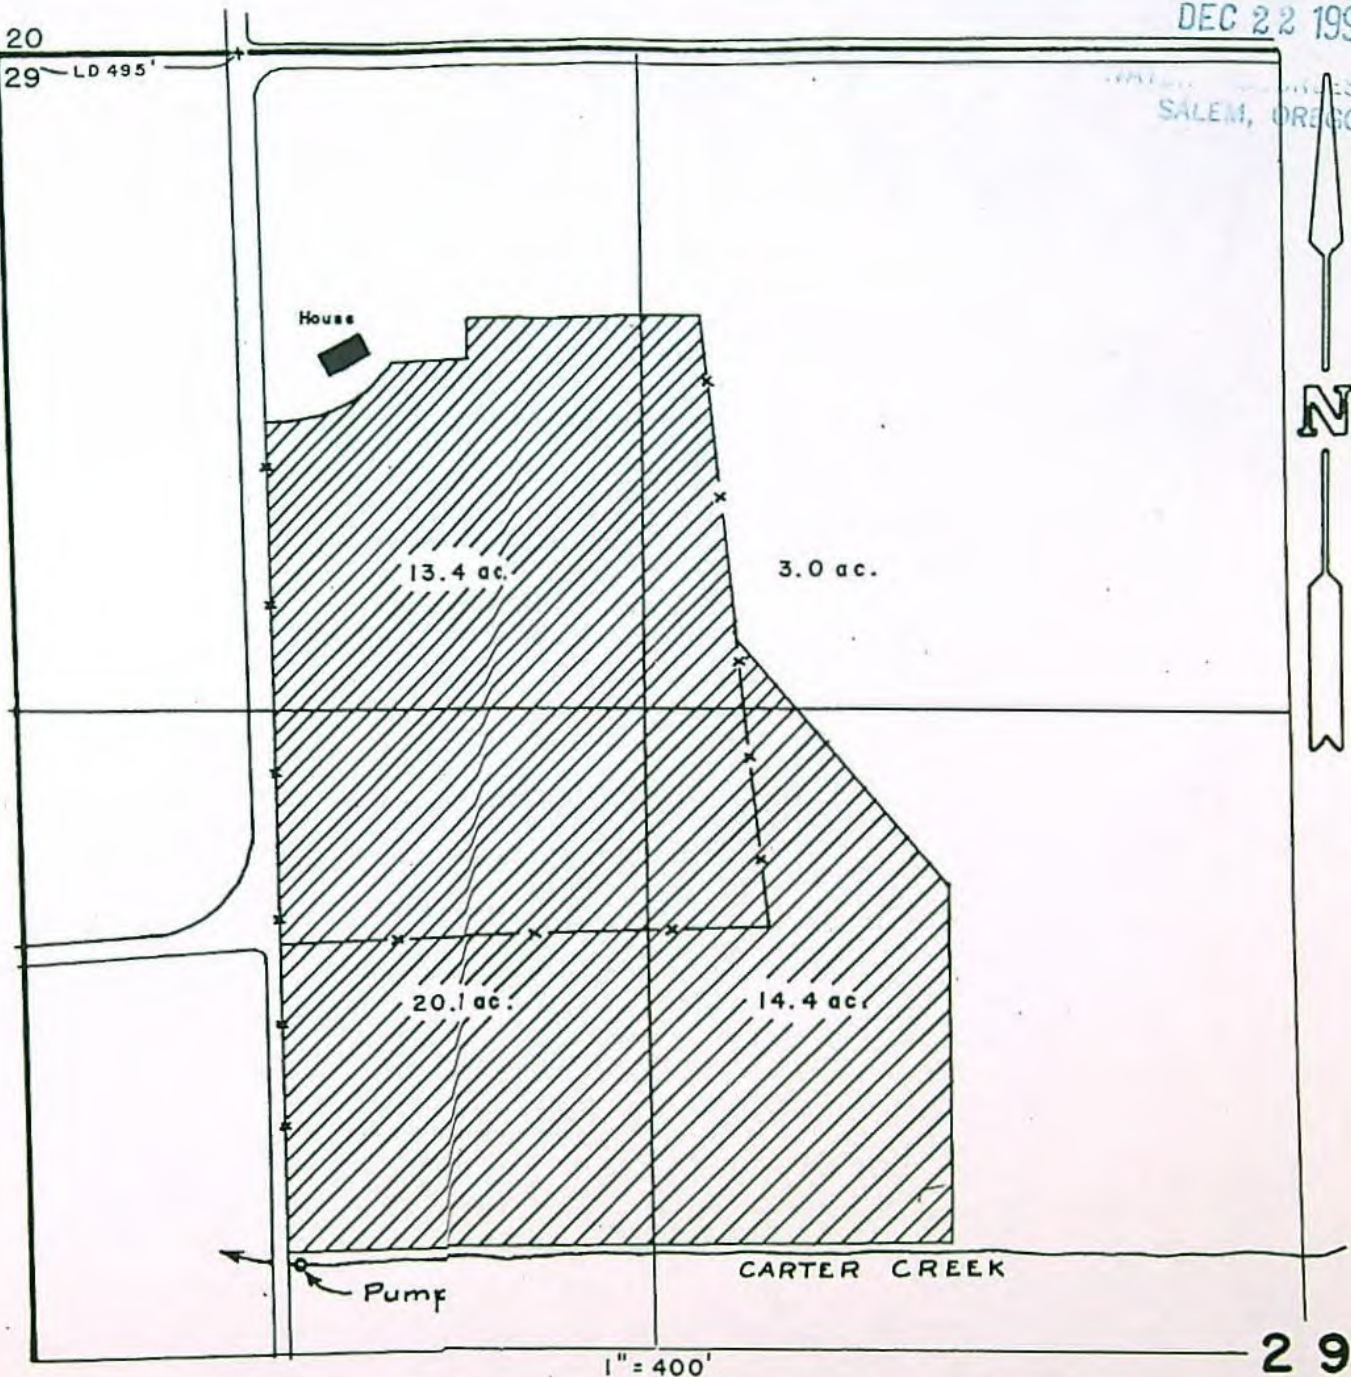 DEC 22 199
20
29
LD 495'
SALEM, OREGO
House
N
13.4 ac.
3.0 ac.
20.1 ac.
14.4 ac.
CARTER CREEK
Pump
1" = 400'
29